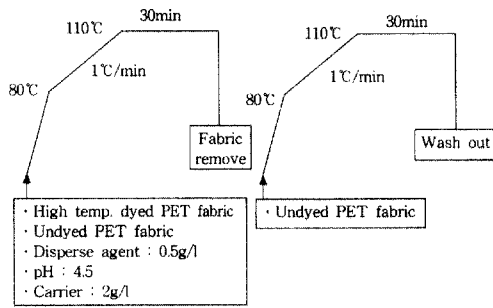 30min
110℃
1℃/min
80℃
Fabric
remove
· High temp. dyed PET fabric
· Undyed PET fabric
· Disperse agent : 0.5g/l
· pH : 4.5
· Carrier : 2g/l
30min
110℃
1℃/min
80℃
Wash out
· Undyed PET fabric